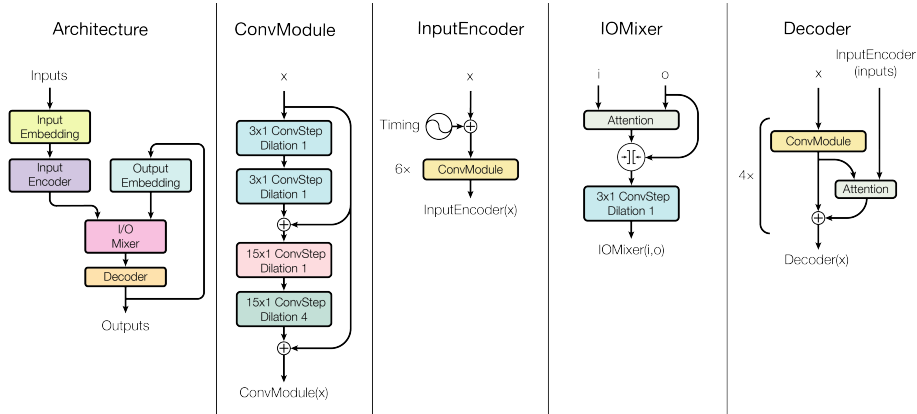 Architecture
Inputs
Input
Embedding
Input
Encoder
Output
Embedding
I/O
Mixer
Decoder
Outputs
ConvModule
x
3x1 ConvStep
Dilation 1
3x1 ConvStep
Dilation 1
15x1 ConvStep
Dilation 1
15x1 ConvStep
Dilation 4
ConvModule(x)
InputEncoder
x
Timing
6×
ConvModule
InputEncoder(x)
IOMixer
i o
Attention
3x1 ConvStep
Dilation 1
IOMixer(i,o)
Decoder
InputEncoder
(inputs)
x
ConvModule
4×
Attention
Decoder(x)